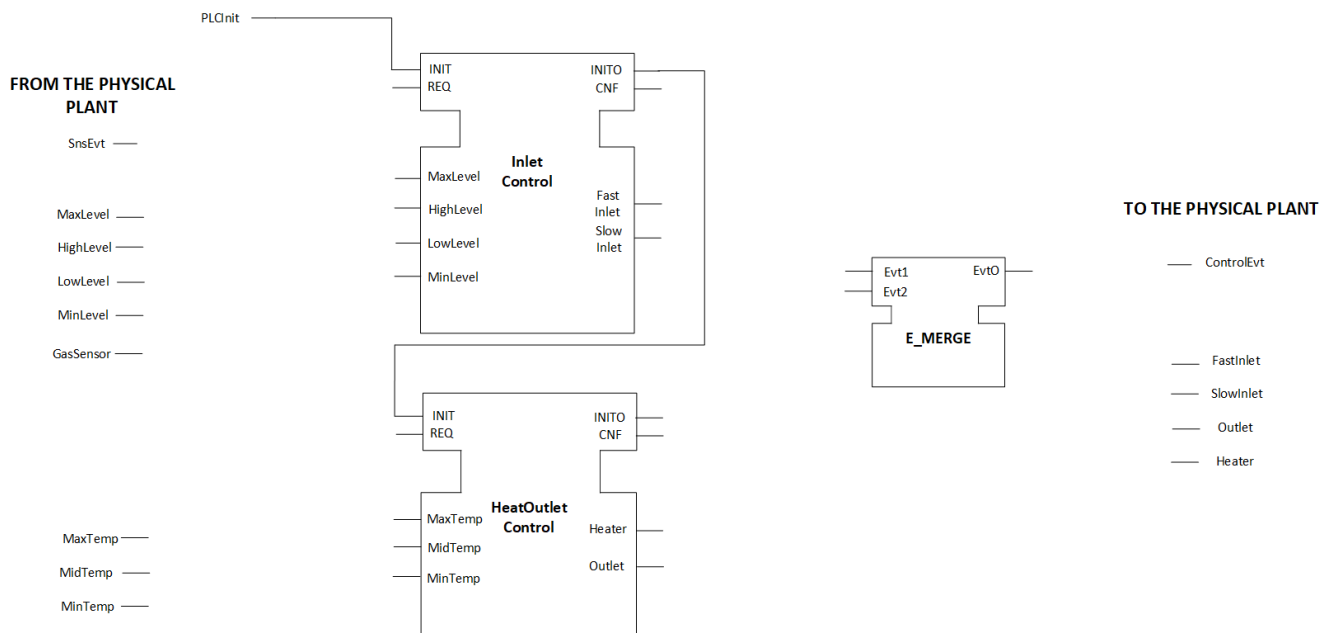 PLCInit
FROM THE PHYSICAL
PLANT
SnsEvt
MaxLevel
HighLevel
LowLevel
MinLevel
GasSensor
MaxTemp
MidTemp
MinTemp
INIT
REQ
INITO
CNF
Inlet
Control
MaxLevel
HighLevel
LowLevel
MinLevel
Fast
Inlet
Slow
Inlet
INIT
REQ
INITO
CNF
HeatOutlet
Control
MaxTemp
MidTemp
MinTemp
Heater
Outlet
Evt1
Evt2
EvtO
E_MERGE
TO THE PHYSICAL PLANT
ControlEvt
FastInlet
SlowInlet
Outlet
Heater